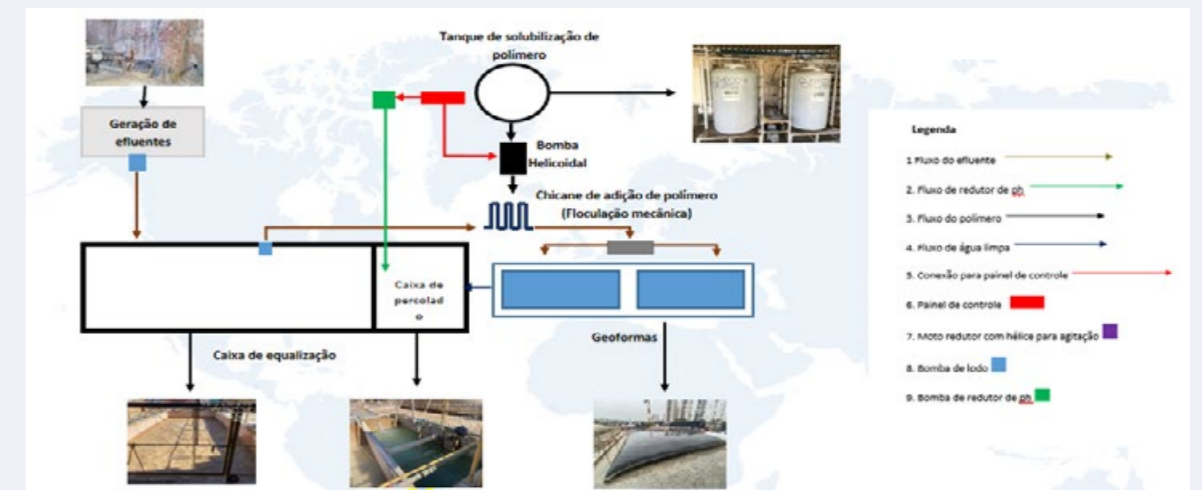 Tanque de solubilização de
polímero
Geração de
efluentes
Bomba
Helicoidal
Chicane de adição de polímero
(Floculação mecânica)
Caixa de
percolad
o
Caixa de equalização
Geoformas
Legenda
1 Fluxo do efluente
2. Fluxo de redutor de ph
3. Fluxo do polímero
4. Fluxo de água limpa
5. Conexão para painel de controle
6. Painel de controle
7. Moto redutor com hélice para agitação
8. Bomba de lodo
9. Bomba de redutor de ph